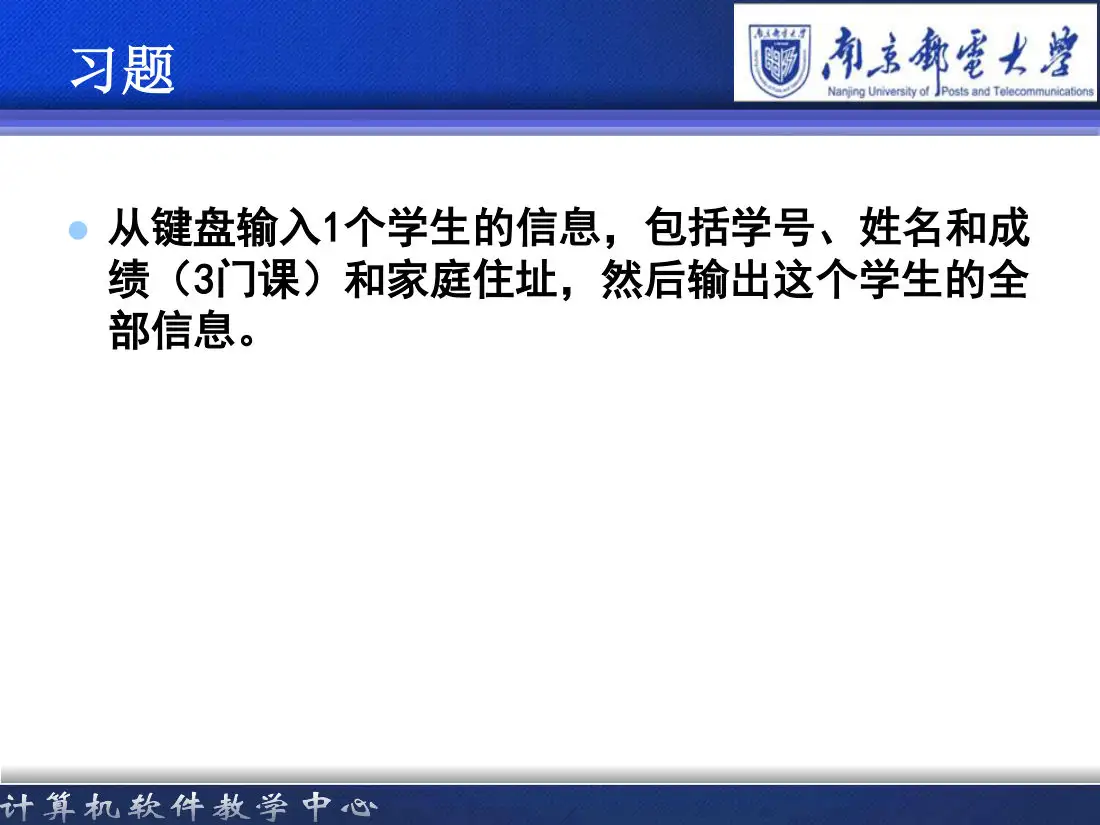 习题
南京邮电大学
Nanjing University of Posts and Telecommunications
从键盘输入1个学生的信息，包括学号、姓名和成
绩（3门课）和家庭住址，然后输出这个学生的全
部信息。
计算机软件教学中心